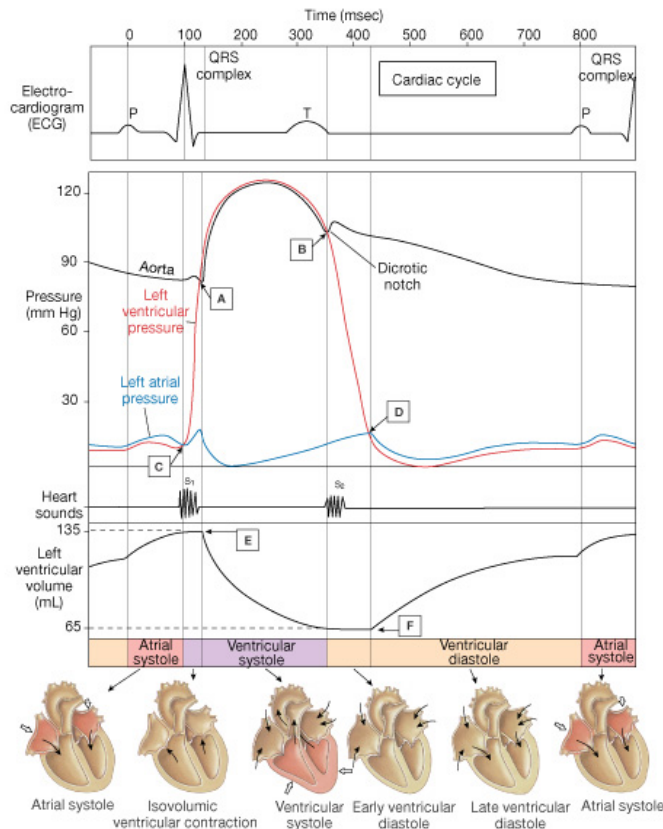 Time (msec)
0 100 200 300 400 500 600 700 800
QRS
complex
QRS
complex
Cardiac cycle
Electro-
cardiogram
(ECG)
P
T
P
120
B
Dicrotic
notch
90
Aorta
A
Pressure
(mm Hg)
Left
ventricular
pressure
60
Left atrial
pressure
30
D
C
S1
S2
Heart
sounds
135
E
Left
ventricular
volume
(mL)
65
F
Atrial
systole
Ventricular
systole
Ventricular
diastole
Atrial
systole
Atrial systole
Isovolumic
ventricular contraction
Ventricular
systole
Early ventricular
diastole
Late ventricular
diastole
Atrial systole